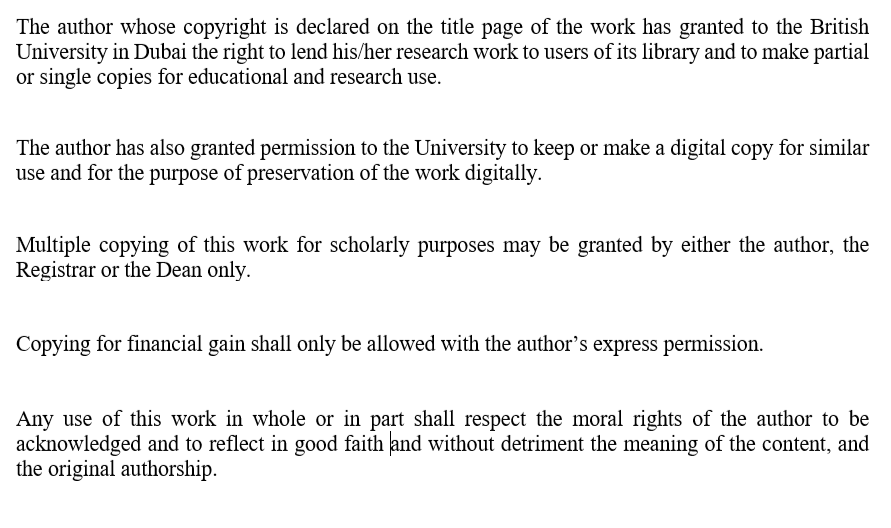 The author whose copyright is declared on the title page of the work has granted to the British
University in Dubai the right to lend his/her research work to users of its library and to make partial
or single copies for educational and research use.
The author has also granted permission to the University to keep or make a digital copy for similar
use and for the purpose of preservation of the work digitally.
Multiple copying of this work for scholarly purposes may be granted by either the author, the
Registrar or the Dean only.
Copying for financial gain shall only be allowed with the author’s express permission.
Any use of this work in whole or in part shall respect the moral rights of the author to be
acknowledged and to reflect in good faith and without detriment the meaning of the content, and
the original authorship.